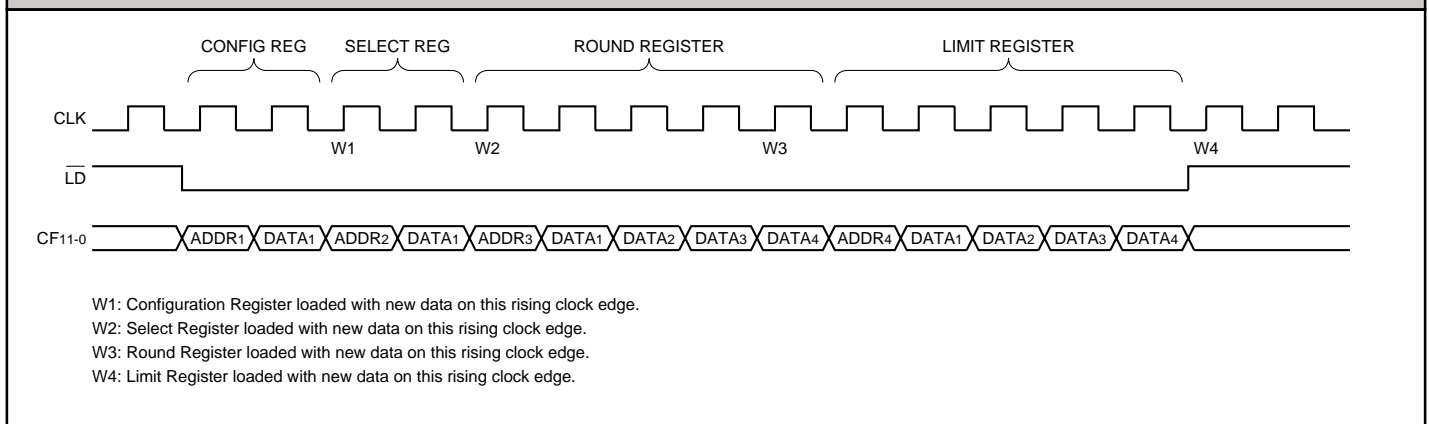 CONFIG REG SELECT REG ROUND REGISTER LIMIT REGISTER
CLK
W1 W2 W3 W4
LD
CF11-0 ADDR1 DATA1 ADDR2 DATA1 ADDR3 DATA1 DATA2 DATA3 DATA4 ADDR4 DATA1 DATA2 DATA3 DATA4
W1: Configuration Register loaded with new data on this rising clock edge.
W2: Select Register loaded with new data on this rising clock edge.
W3: Round Register loaded with new data on this rising clock edge.
W4: Limit Register loaded with new data on this rising clock edge.